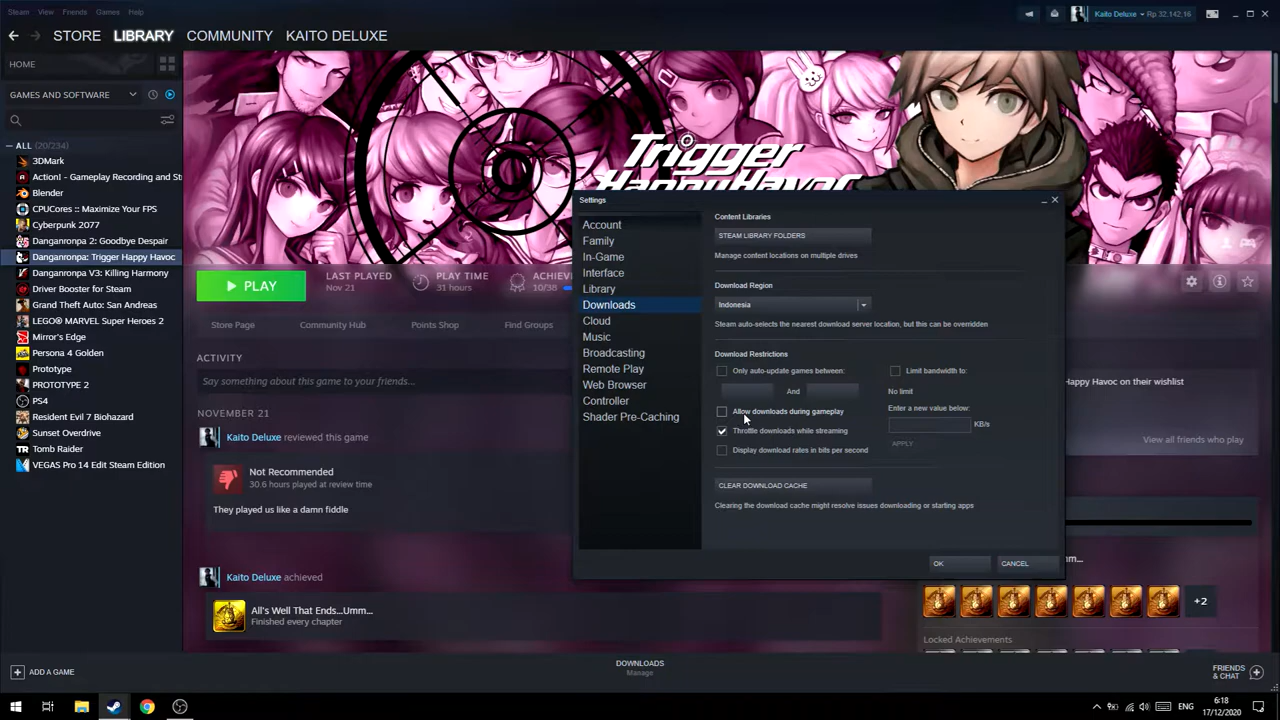 Steam View Friends Games Help
Kaito Deluxe Rp 32,142.16
STORE LIBRARY COMMUNITY KAITO DELUXE
HOME
GAMES AND SOFTWARE
ALL (20/234)
3DMark
Action! - Gameplay Recording and St
Blender
CPUCores :: Maximize Your FPS
Cyberpunk 2077
Danganronpa 2: Goodbye Despair
Danganronpa: Trigger Happy Havoc
Danganronpa V3: Killing Harmony
Driver Booster for Steam
Grand Theft Auto: San Andreas
LEGO® MARVEL Super Heroes 2
Mirror's Edge
Persona 4 Golden
Prototype
PROTOTYPE 2
PS4
Resident Evil 7 Biohazard
Sunset Overdrive
Tomb Raider
VEGAS Pro 14 Edit Steam Edition
ADD A GAME
Trigger
HappyHavoc
PLAY
LAST PLAYED
Nov 21
PLAY TIME
31 hours
ACHIE
10/38
Store Page Community Hub Points Shop Find Groups
ACTIVITY
Say something about this game to your friends...
NOVEMBER 21
Kaito Deluxe reviewed this game
Not Recommended
30.6 hours played at review time
They played us like a damn fiddle
Kaito Deluxe achieved
All's Well That Ends...Umm...
Finished every chapter
Settings
Account
Family
In-Game
Interface
Library
Downloads
Cloud
Music
Broadcasting
Remote Play
Web Browser
Controller
Shader Pre-Caching
Content Libraries
STEAM LIBRARY FOLDERS
Manage content locations on multiple drives
Download Region
Indonesia
Steam auto-selects the nearest download server location, but this can be overridden
Download Restrictions
Only auto-update games between:
And
Allow downloads during gameplay
Throttle downloads while streaming
Display download rates in bits per second
Limit bandwidth to:
No limit
Enter a new value below:
KB/s
APPLY
CLEAR DOWNLOAD CACHE
Clearing the download cache might resolve issues downloading or starting apps
OK CANCEL
Happy Havoc on their wishlist
View all friends who play
m...
+2
Locked Achievements
DOWNLOADS
Manage
FRIENDS
& CHAT
ENG
6:18
17/12/2020